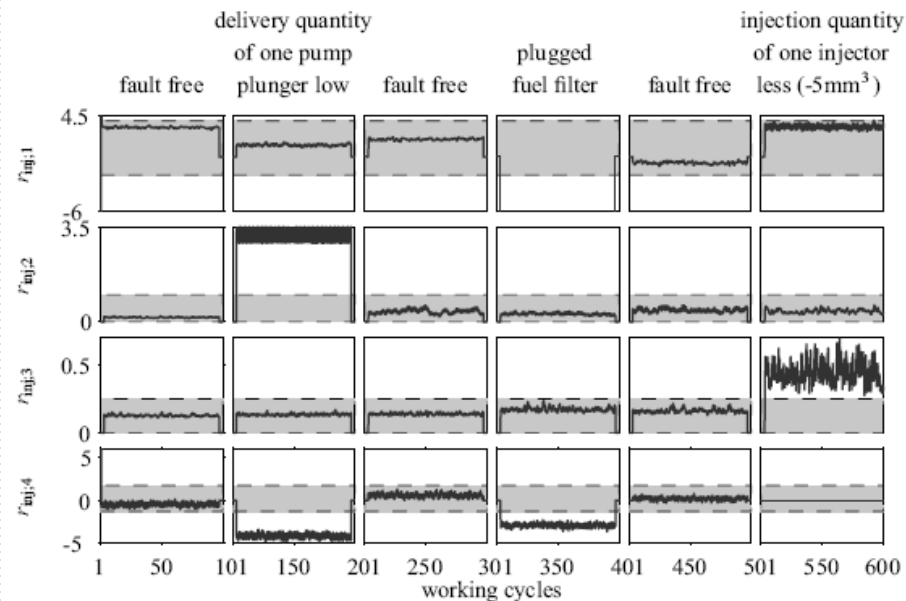 delivery quantity
of one pump
plunger low
injection quantity
of one injector
less (-5mm³)
plugged
fuel filter
fault free
fault free
fault free
4.5
r_inj;1
-6
3.5
r_inj;2
0
0.5
r_inj;3
0
5
r_inj;4
0
-5
1 50 101 150 201 250 301 350 401 450 501 550 600
working cycles